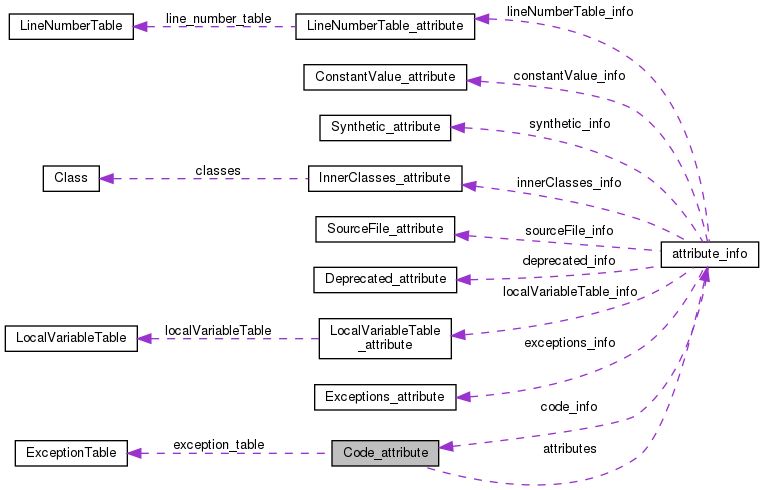 lineNumberTable_info
line_number_table
LineNumberTable
LineNumberTable_attribute
ConstantValue_attribute
constantValue_info
Synthetic_attribute
synthetic_info
classes
Class
InnerClasses_attribute
innerClasses_info
SourceFile_attribute
sourceFile_info
attribute_info
deprecated_info
Deprecated_attribute
localVariableTable_info
LocalVariableTable
localVariableTable
LocalVariableTable
_attribute
exceptions_info
Exceptions_attribute
code_info
exception_table
ExceptionTable
Code_attribute
attributes